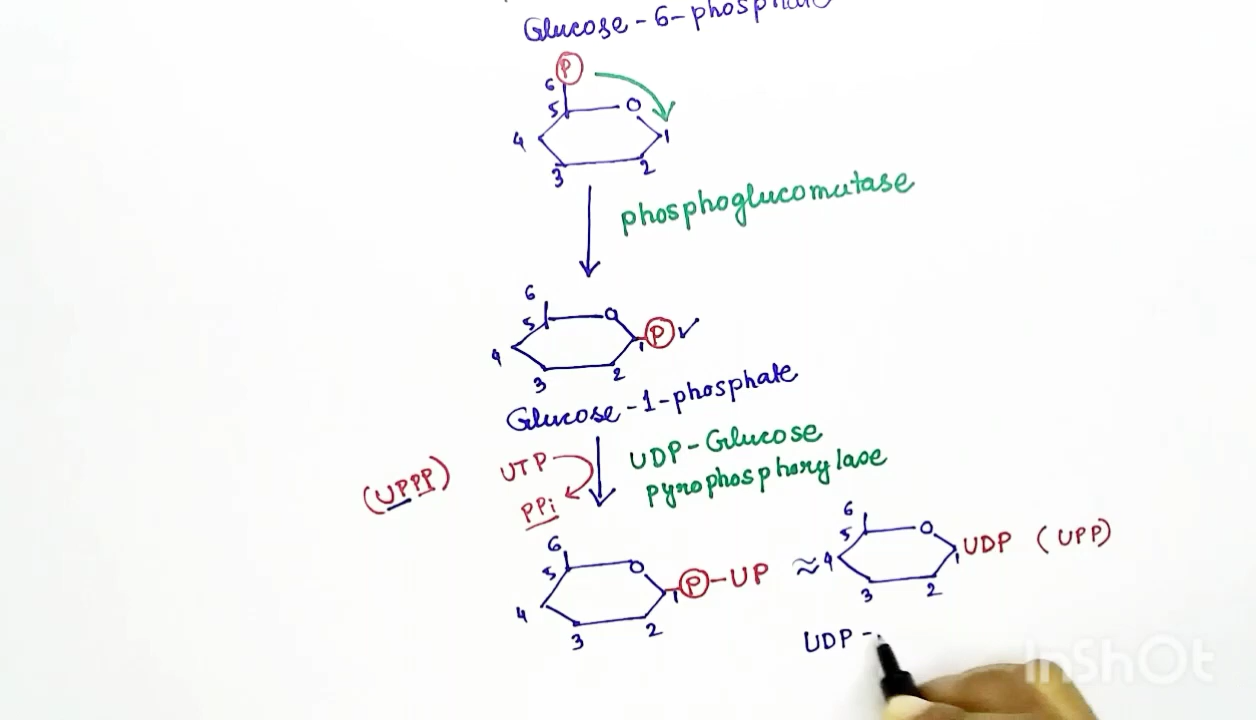 Glucose-6-phosphate
P
6
5 O
4 1
3 2
phosphoglucomutase
6
5 O
P ✓
4 1
3 2
Glucose-1-phosphate
(UPPP) UTP UDP-Glucose
PPi pyrophosphorylase
6
5 O
4 1 P-UP
3 2
≈
6
5 O
4 1 UDP (UPP)
3 2
UDP-
InShOt